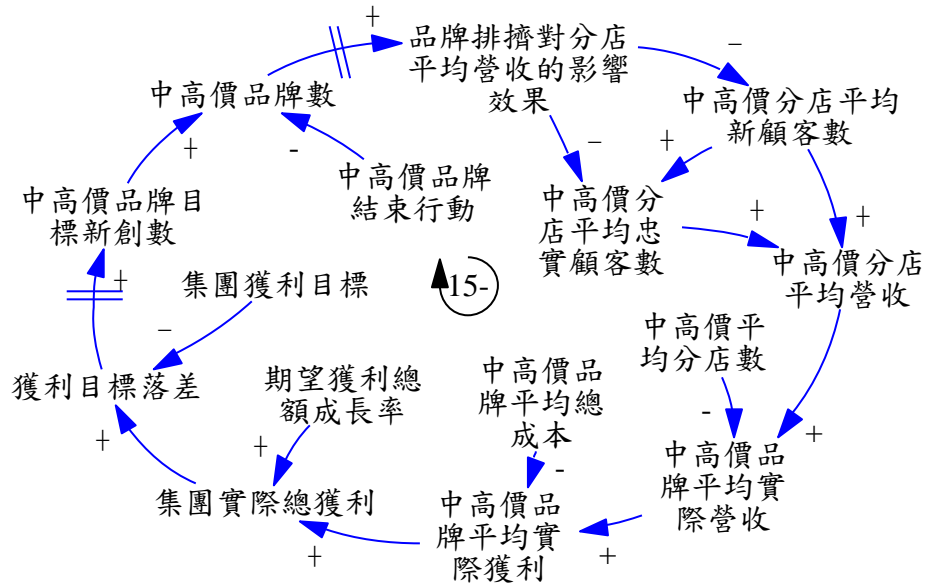 +
品牌排擠對分店
平均營收的影響
效果
–
中高價品牌數
中高價分店平均
新顧客數
+
-
–
+
中高價品牌
結束行動
中高價品牌目
標新創數
中高價分
店平均忠
實顧客數
+
+
中高價分店
平均營收
+
集團獲利目標
15-
–
中高價平
均分店數
獲利目標落差
期望獲利總
額成長率
中高價品
牌平均總
成本
-
+
+
+
-
中高價品
牌平均實
際營收
集團實際總獲利
中高價品
牌平均實
際獲利
+
+